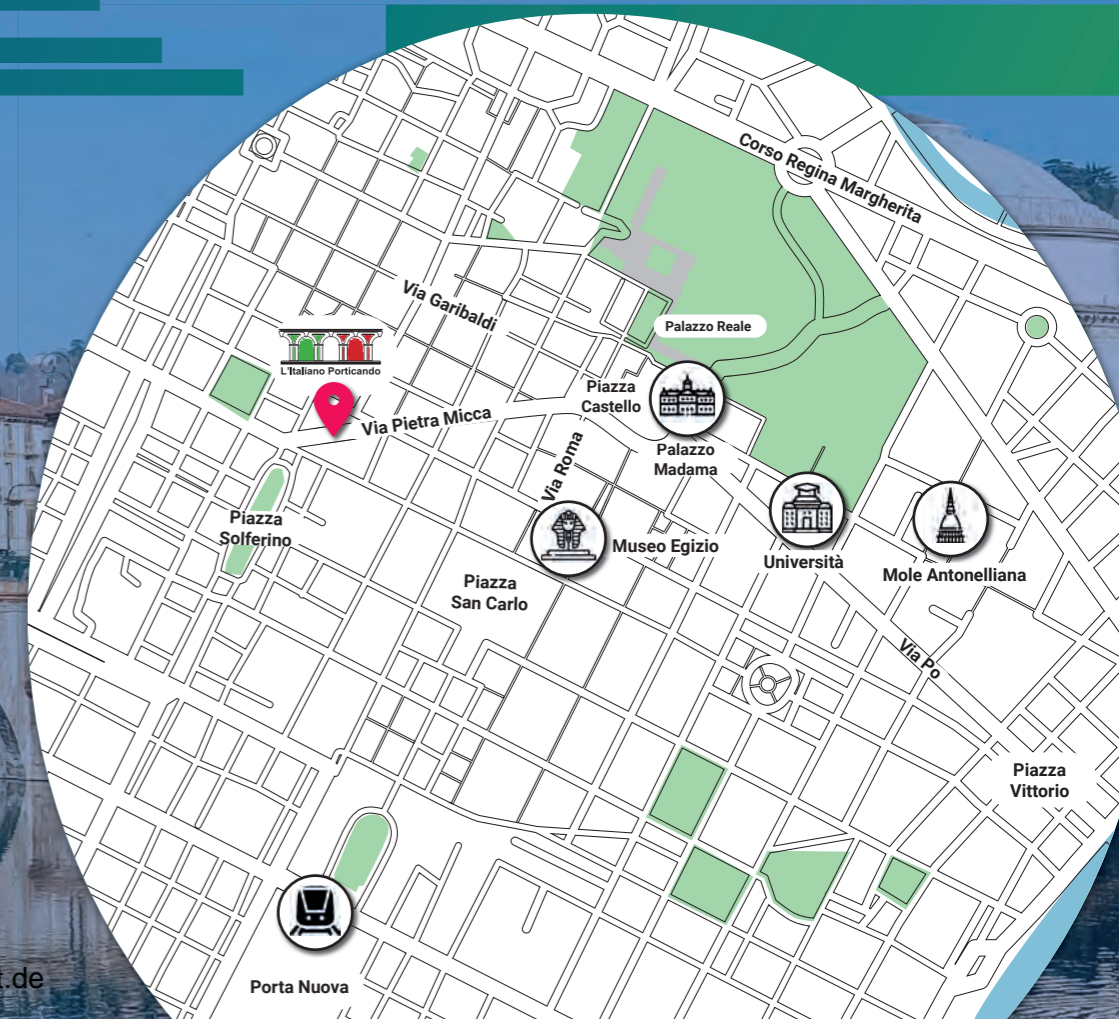 Corso Regina Margherita
Via Garibaldi
Palazzo Reale
L'Italiano Porticando
Piazza
Castello
Via Pietra Micca
Palazzo
Madama
Via Roma
Piazza
Solferino
Museo Egizio
Università
Mole Antonelliana
Piazza
San Carlo
Via Po
Piazza
Vittorio
t.de
Porta Nuova